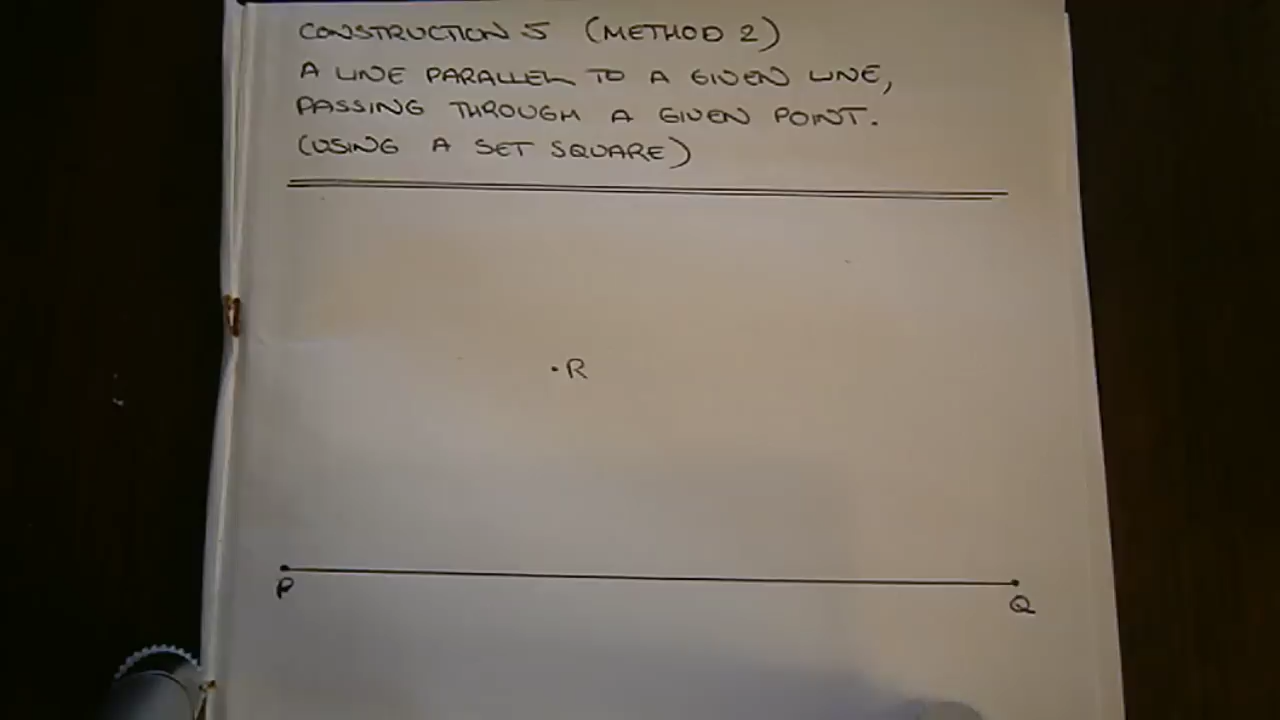 CONSTRUCTION 5 (METHOD 2)
A LINE PARALLEL TO A GIVEN LINE,
PASSING THROUGH A GIVEN POINT.
(USING A SET SQUARE)
R
P
Q